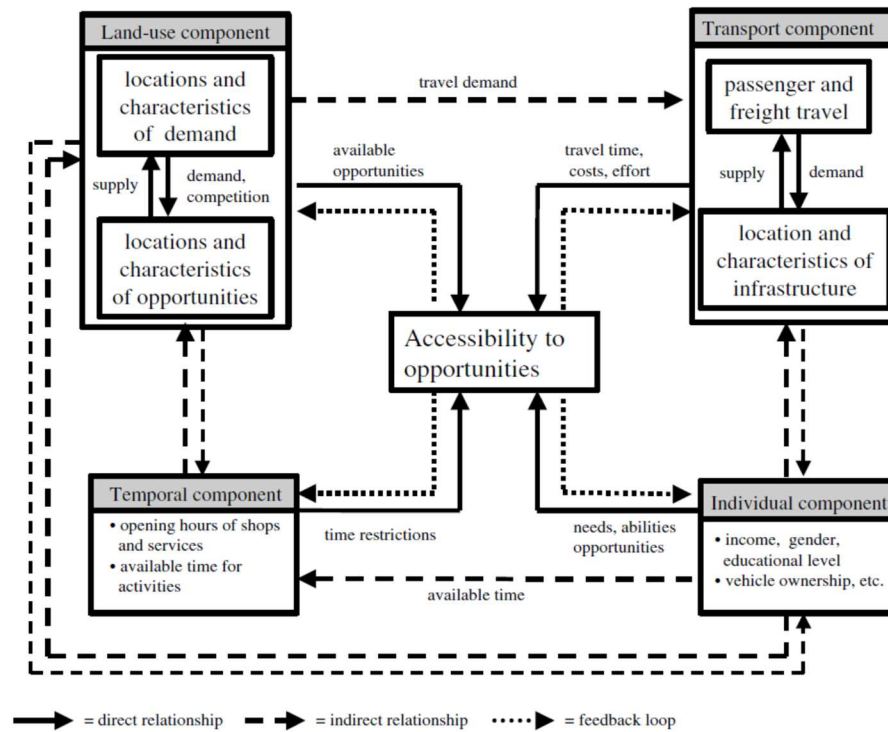 Land-use component
locations and
characteristics
of demand
supply
demand,
competition
locations and
characteristics
of opportunities
travel demand
available
opportunities
travel time,
costs, effort
Transport component
passenger and
freight travel
supply
demand
location and
characteristics of
infrastructure
Accessibility to
opportunities
Temporal component
• opening hours of shops
and services
• available time for
activities
time restrictions
needs, abilities
opportunities
available time
Individual component
• income, gender,
educational level
• vehicle ownership, etc.
= direct relationship
= indirect relationship
= feedback loop